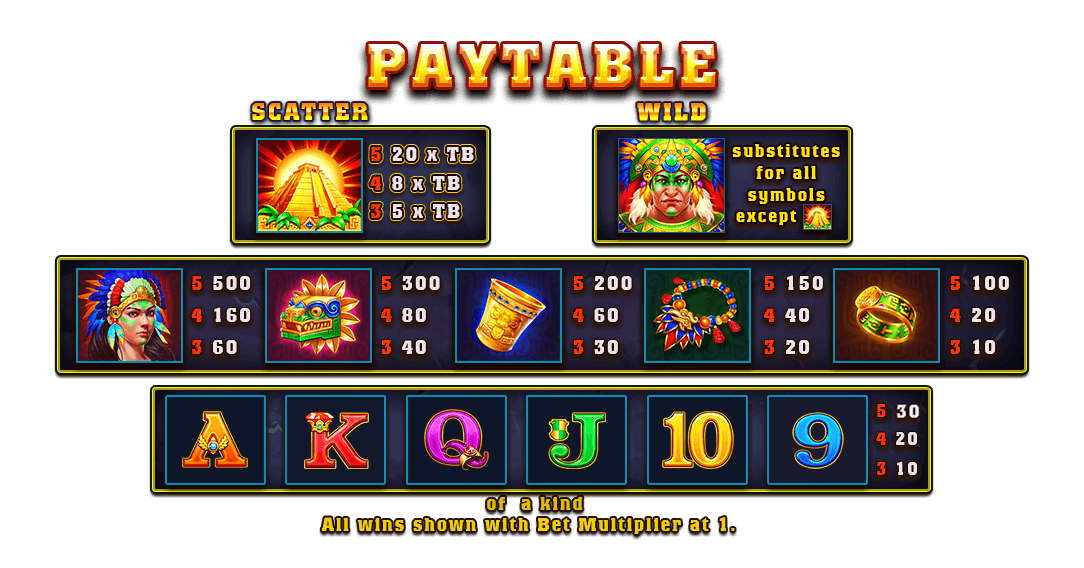 PAYTABLE
SCATTER
5 20 x TB
4 8 x TB
3 5 x TB
WILD
substitutes
for all
symbols
except
5 500
4 160
3 60
5 300
4 80
3 40
5 200
4 60
3 30
5 150
4 40
3 20
5 100
4 20
3 10
A K Q J 10 9
5 30
4 20
3 10
of a kind
All wins shown with Bet Multiplier at 1.